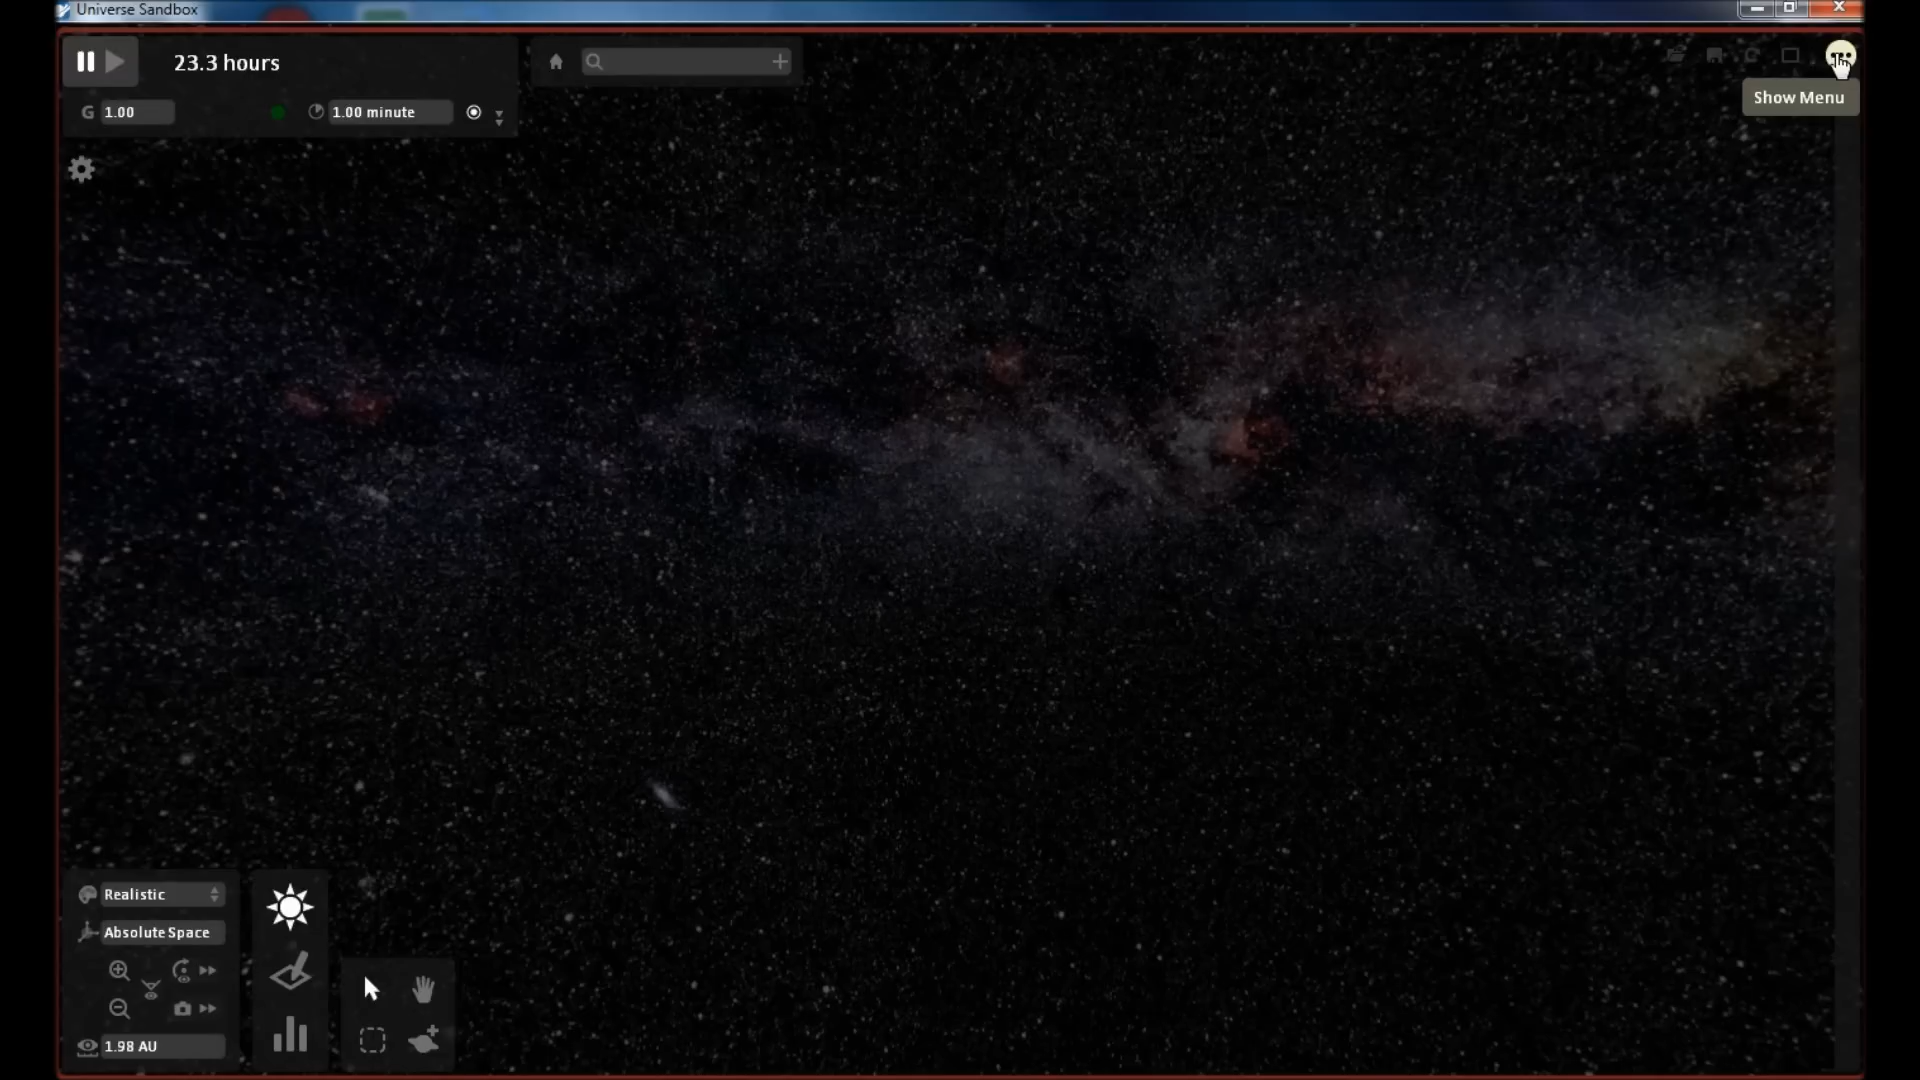 Universe Sandbox
23.3 hours
G 1.00
1.00 minute
Show Menu
Realistic
Absolute Space
1.98 AU